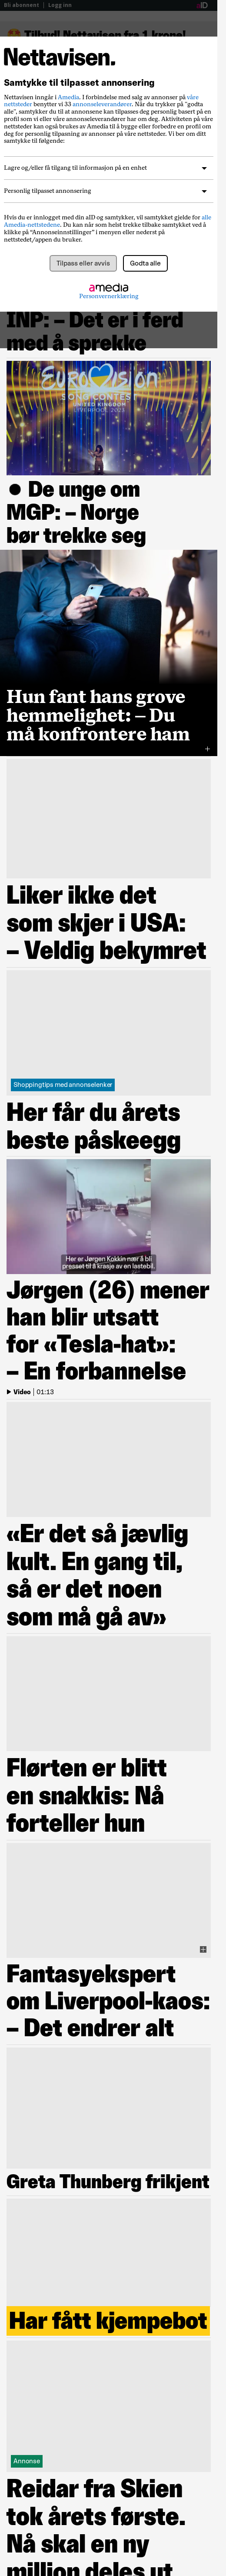 Bli abonnent | Logg inn
Tilbud! Nettavisen fra 1 krone!
Nettavisen.
Samtykke til tilpasset annonsering
Nettavisen går i Amedia. I forbindelse med salg av annonser på våre
nettsteder benytter vi 33 annonseleverandører. Når du trykker på "godta
alle", samtykker du til at annonsene kan tilpasses deg personlig basert på en
profil som vi eller våre annonseleverandører har om deg. Aktiviteten på våre
nettsteder kan også brukes av Amedia til å bygge eller forbedre en profil om
deg for personlig tilpasning av annonser på våre nettsteder. Vi ber om ditt
samtykke til følgende:
Lagre og/eller få tilgang til informasjon på en enhet
Personlig tilpasset annonsering
Hvis du er innlogget med din aID og samtykker, vil samtykket gjelde for alle
Amedia-nettstedene. Du kan når som helst trekke tilbake samtykket ved å
klikke på "Annonseinnstillinger" i menyen eller nederst på
nettstedet/appen du bruker.
Tilpass eller avvis
Godta alle
amedia
Personvernerklæring
INP: – Det er i ferd
med å sprekke
EUROVISION
SONG CONTEST
UNITED KINGDOM
LIVERPOOL 2023
● De unge om
MGP: – Norge
bør trekke seg
Hun fant hans grove
hemmelighet: – Du
må konfrontere ham
Liker ikke det
som skjer i USA:
– Veldig bekymret
Shoppingtips med annonselenker
Her får du årets
beste påskeegg
Her er Jørgen Kokkin nær å bli
presset til å krasje av en lastebil.
Jørgen (26) mener
han blir utsatt
for «Tesla-hat»:
– En forbannelse
Video | 01:13
«Er det så jævlig
kult. En gang til,
så er det noen
som må gå av»
Flørten er blitt
en snakkis: Nå
forteller hun
Fantasyekspert
om Liverpool-kaos:
– Det endrer alt
Greta Thunberg frikjent
Har fått kjempebot
Annonse
Reidar fra Skien
tok årets første.
Nå skal en ny
million deles ut